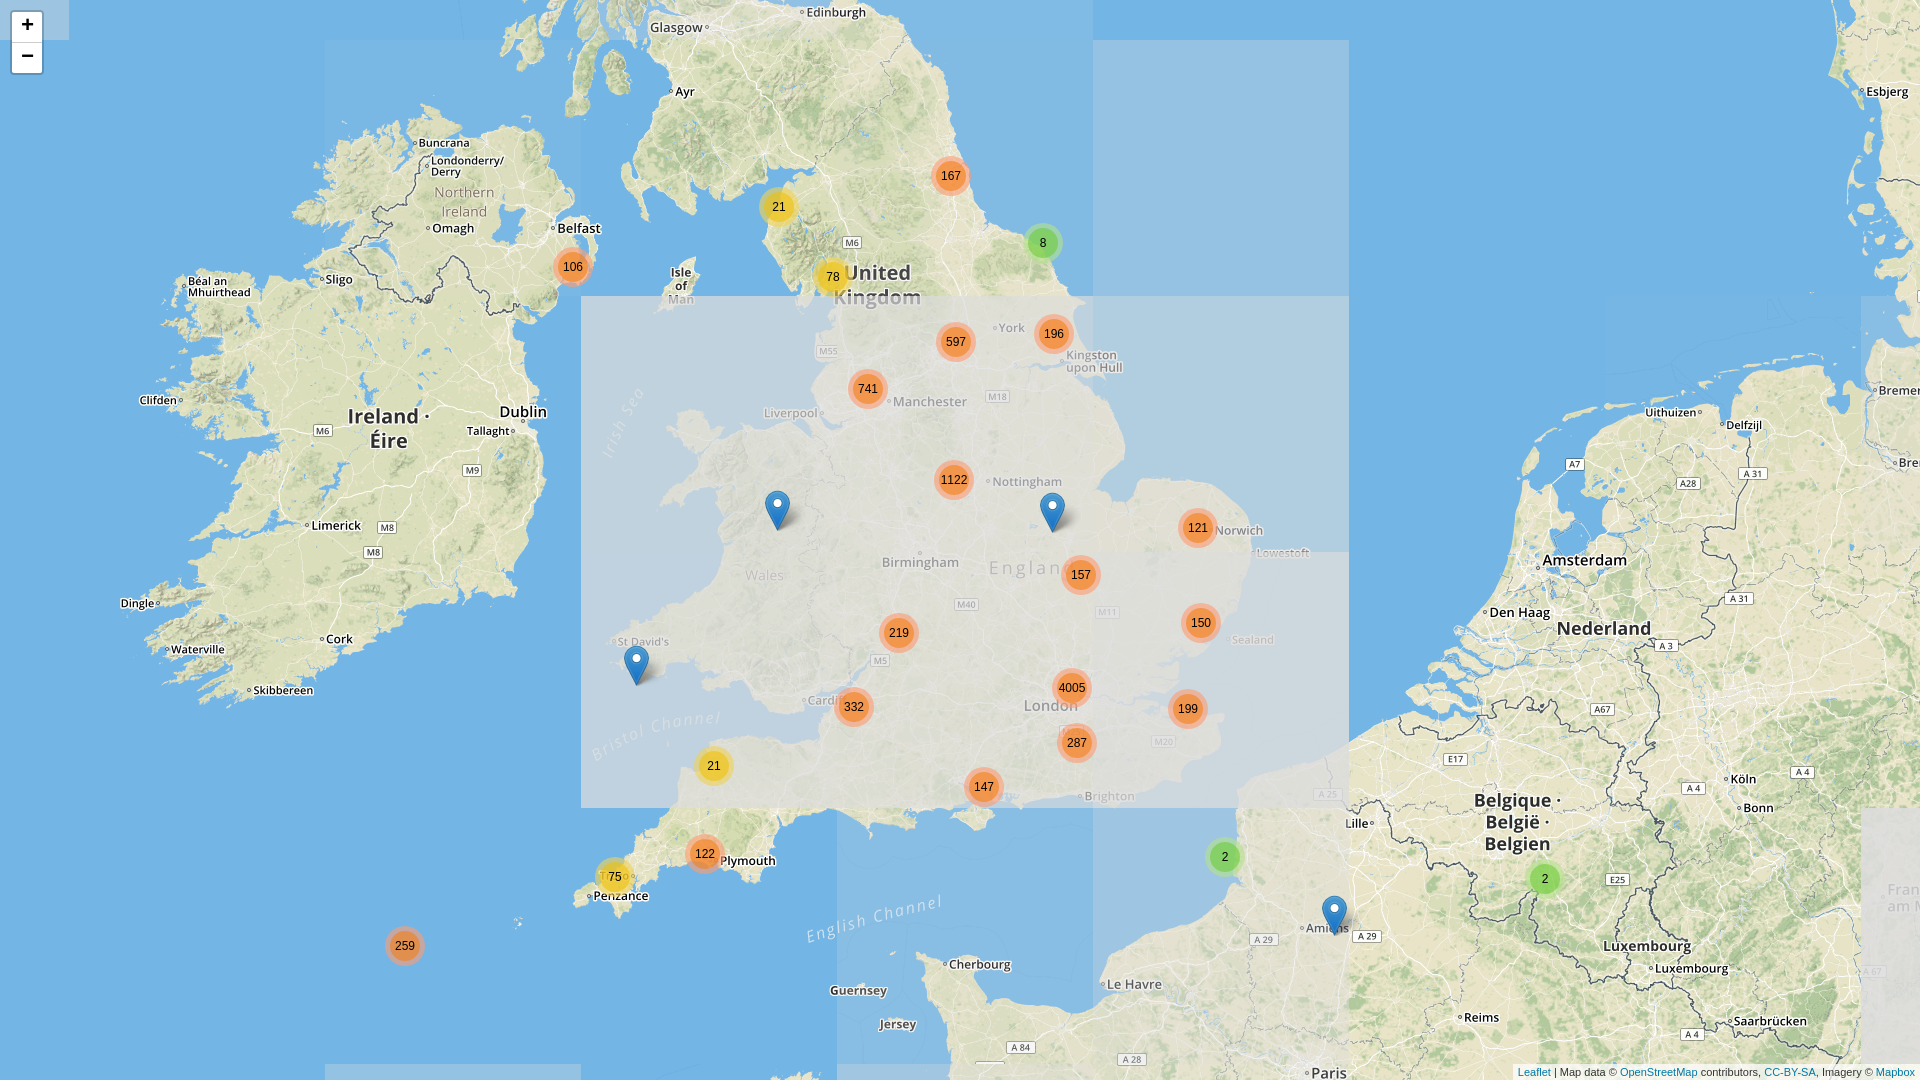 +
−
Edinburgh
Glasgow
Ayr
Esbjerg
Buncrana
Londonderry/
Derry
167
Northern
Ireland
21
Omagh
Belfast
M6
8
106
Isle
of
Man
78
United
Kingdom
Béal an
Mhuirthead
Sligo
York
196
597
M55
Kingston
upon Hull
741
Manchester
M18
Bremer
Clifden
Liverpool
Dublin
Uithuizen
Ireland ·
Éire
M6
Tallaght
Delfzijl
Irish Sea
M9
A7
A 31
Bre
A28
1122
Nottingham
Limerick
M8
121
Norwich
M8
Lowestoft
Amsterdam
Birmingham
Englan
157
Wales
A 31
Dingle
M40
M11
Den Haag
150
Nederland
219
Cork
St David's
Sealand
A 3
Waterville
M5
Skibbereen
4005
Cardif
332
London
199
A67
Bristol Channel
287
M20
E17
21
Köln
A 4
147
A 4
Brighton
A 25
Belgique ·
België ·
Belgien
Bonn
Lille
122
Plymouth
2
75
2
E25
Penzance
Fran
am M
English Channel
Amiens
A 29
A 29
259
Luxembourg
Cherbourg
Luxembourg
A 67
Le Havre
Guernsey
Reims
Jersey
Saarbrücken
A 4
A 84
A 28
Paris
Leaflet | Map data © OpenStreetMap contributors, CC-BY-SA, Imagery © Mapbox